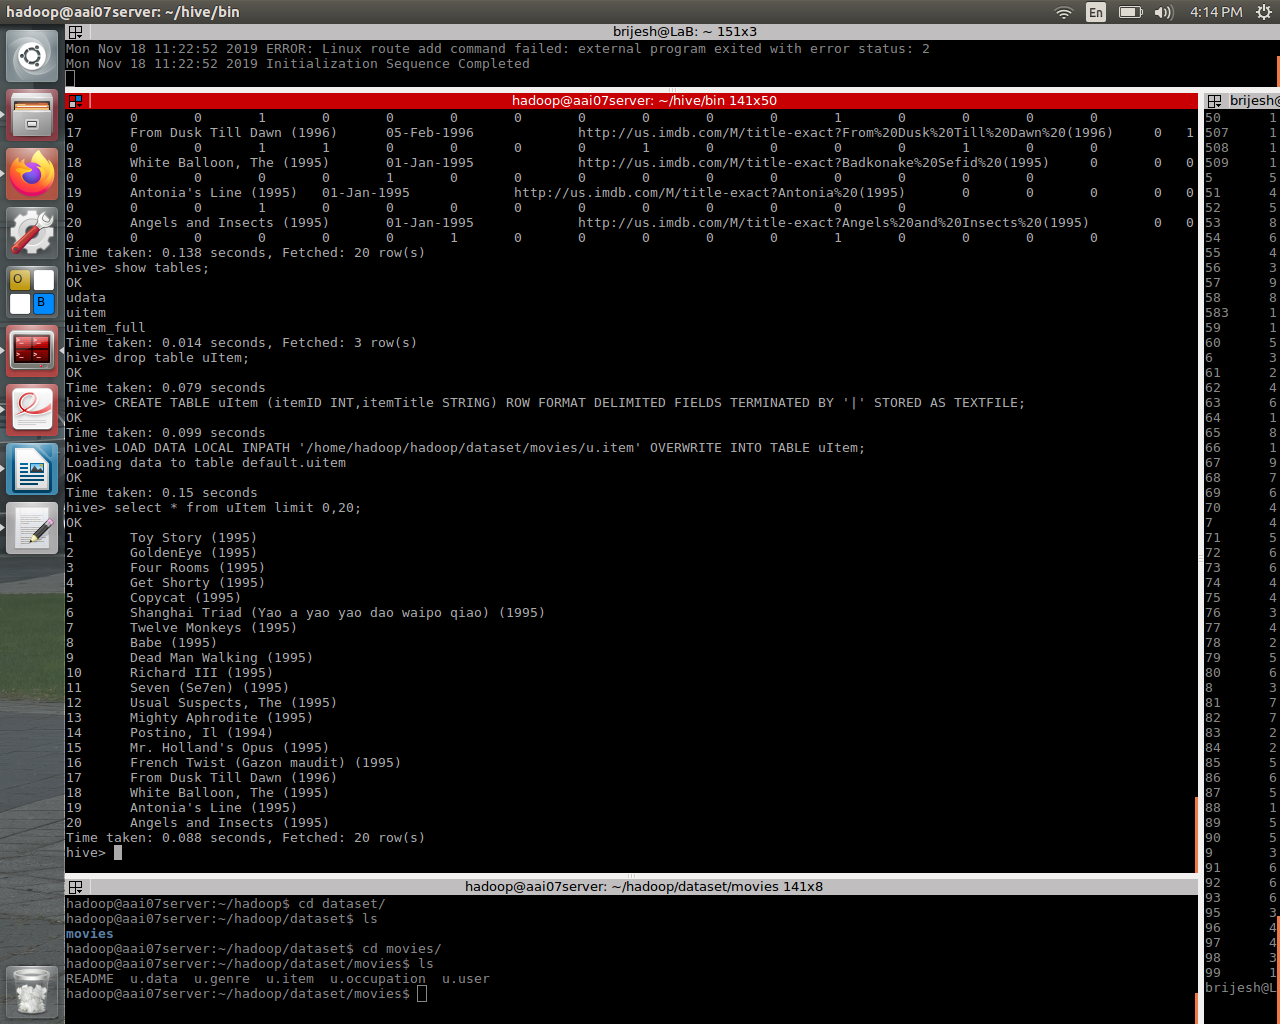 hadoop@aai07server: ~/hive/bin
En
4:14 PM
brijesh@LaB: ~ 151x3
Mon Nov 18 11:22:52 2019 ERROR: Linux route add command failed: external program exited with error status: 2
Mon Nov 18 11:22:52 2019 Initialization Sequence Completed
hadoop@aai07server: ~/hive/bin 141x50
0 0 0 1 0 0 0 0 0 0 0 0 1 0 0 0 0
17 From Dusk Till Dawn (1996) 05-Feb-1996 http://us.imdb.com/M/title-exact?From%20Dusk%20Till%20Dawn%20(1996) 0 1
0 0 0 1 1 0 0 0 0 1 0 0 0 0 1 0 0
18 White Balloon, The (1995) 01-Jan-1995 http://us.imdb.com/M/title-exact?Badkonake%20Sefid%20(1995) 0 0 0
0 0 0 0 0 1 0 0 0 0 0 0 0 0 0 0
19 Antonia's Line (1995) 01-Jan-1995 http://us.imdb.com/M/title-exact?Antonia%20(1995) 0 0 0 0 0
0 0 0 1 0 0 0 0 0 0 0 0 0 0
20 Angels and Insects (1995) 01-Jan-1995 http://us.imdb.com/M/title-exact?Angels%20and%20Insects%20(1995) 0 0
0 0 0 0 0 0 1 0 0 0 0 0 1 0 0 0 0
Time taken: 0.138 seconds, Fetched: 20 row(s)
hive> show tables;
OK
udata
uitem
uitem_full
Time taken: 0.014 seconds, Fetched: 3 row(s)
hive> drop table uItem;
OK
Time taken: 0.079 seconds
hive> CREATE TABLE uItem (itemID INT,itemTitle STRING) ROW FORMAT DELIMITED FIELDS TERMINATED BY '|' STORED AS TEXTFILE;
OK
Time taken: 0.099 seconds
hive> LOAD DATA LOCAL INPATH '/home/hadoop/hadoop/dataset/movies/u.item' OVERWRITE INTO TABLE uItem;
Loading data to table default.uitem
OK
Time taken: 0.15 seconds
hive> select * from uItem limit 0,20;
OK
1 Toy Story (1995)
2 GoldenEye (1995)
3 Four Rooms (1995)
4 Get Shorty (1995)
5 Copycat (1995)
6 Shanghai Triad (Yao a yao yao dao waipo qiao) (1995)
7 Twelve Monkeys (1995)
8 Babe (1995)
9 Dead Man Walking (1995)
10 Richard III (1995)
11 Seven (Se7en) (1995)
12 Usual Suspects, The (1995)
13 Mighty Aphrodite (1995)
14 Postino, Il (1994)
15 Mr. Holland's Opus (1995)
16 French Twist (Gazon maudit) (1995)
17 From Dusk Till Dawn (1996)
18 White Balloon, The (1995)
19 Antonia's Line (1995)
20 Angels and Insects (1995)
Time taken: 0.088 seconds, Fetched: 20 row(s)
hive>
hadoop@aai07server: ~/hadoop/dataset/movies 141x8
hadoop@aai07server:~/hadoop$ cd dataset/
hadoop@aai07server:~/hadoop/dataset$ ls
movies
hadoop@aai07server:~/hadoop/dataset$ cd movies/
hadoop@aai07server:~/hadoop/dataset/movies$ ls
README u.data u.genre u.item u.occupation u.user
hadoop@aai07server:~/hadoop/dataset/movies$
brijesh@
50 1
507 1
508 1
509 1
5 5
51 4
52 5
53 8
54 6
55 4
56 3
57 9
58 8
583 1
59 1
60 5
6 3
61 2
62 4
63 6
64 1
65 8
66 1
67 9
68 7
69 6
70 4
7 4
71 5
72 6
73 6
74 4
75 4
76 3
77 4
78 2
79 5
80 6
8 3
81 7
82 7
83 2
84 2
85 5
86 6
87 5
88 1
89 5
90 5
9 3
91 6
92 6
93 6
95 3
96 4
97 4
98 3
99 1
brijesh@L